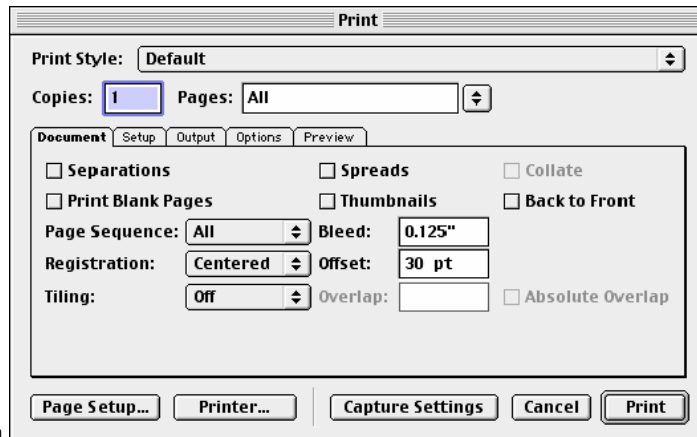 Print
Print Style: Default
Copies: 1 Pages: All
Document Setup Output Options Preview
Separations Spreads Collate
Print Blank Pages Thumbnails Back to Front
Page Sequence: All Bleed: 0.125"
Registration: Centered Offset: 30 pt
Tiling: Off Overlap: Absolute Overlap
Page Setup... Printer... Capture Settings Cancel Print